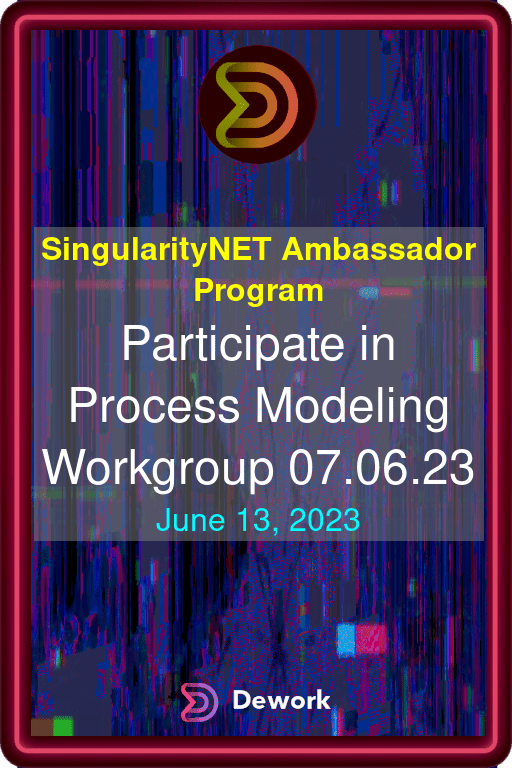 SingularityNET Ambassador
Program
Participate in
Process Modeling
Workgroup 07.06.23
June 13, 2023
Dework